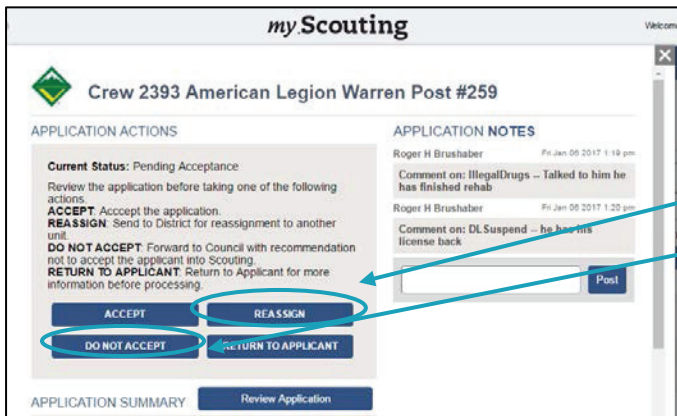 my.Scouting
Welcom
Crew 2393 American Legion Warren Post #259
APPLICATION ACTIONS
Current Status: Pending Acceptance
Review the application before taking one of the following
actions.
ACCEPT: Acccept the application.
REASSIGN: Send to District for reassignment to another
unit.
DO NOT ACCEPT: Forward to Council with recommendation
not to accept the applicant into Scouting.
RETURN TO APPLICANT: Return to Applicant for more
information before processing.
ACCEPT
REASSIGN
DO NOT ACCEPT
RETURN TO APPLICANT
APPLICATION SUMMARY
Review Application
APPLICATION NOTES
Roger H Brushaber Fri Jan 06 2017 1:19 pm
Comment on: IllegalDrugs -- Talked to him he
has finished rehab
Roger H Brushaber Fri Jan 06 2017 1:20 pm
Comment on: DLSuspend -- he has his
license back
Post